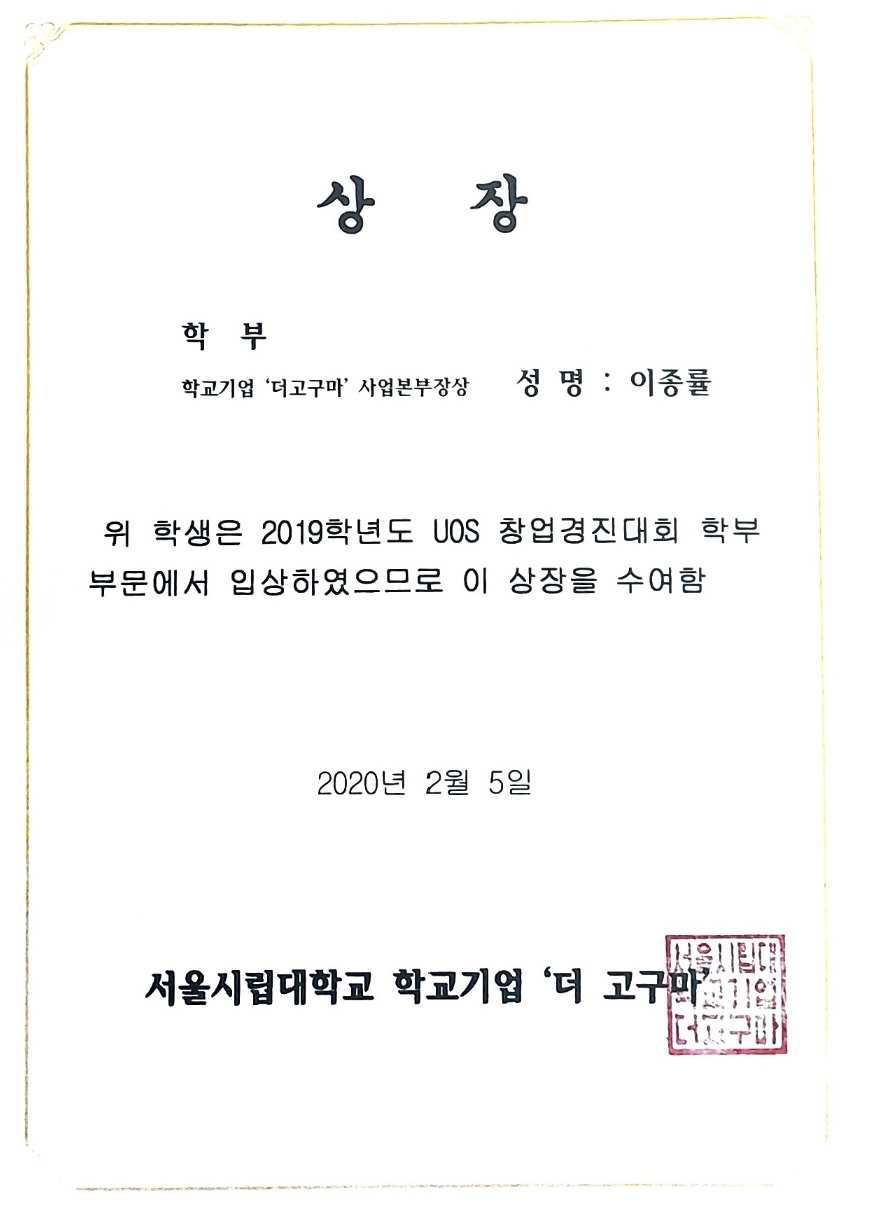 상 장
학 부
학교기업 ‘더고구마’ 사업본부장상 성 명 : 이종률
위 학생은 2019학년도 UOS 창업경진대회 학부
부문에서 입상하였으므로 이 상장을 수여함
2020년 2월 5일
서울시립대학교 학교기업 ‘더 고구마’
서울시립대
학교기업
더고구마